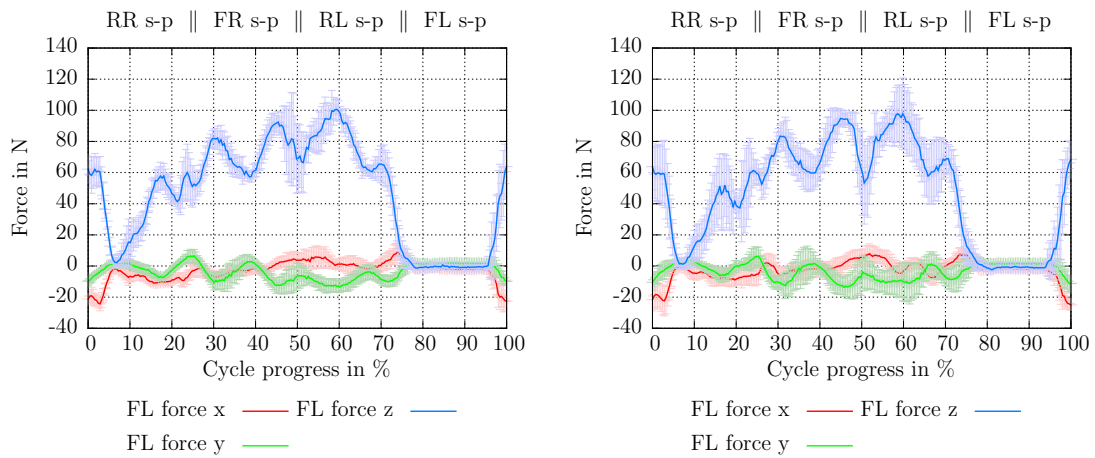 RR s-p || FR s-p || RL s-p || FL s-p
140
120
100
80
60
40
20
0
-20
-40
Force in N
0 10 20 30 40 50 60 70 80 90 100
Cycle progress in %
FL force x FL force z
FL force y
RR s-p || FR s-p || RL s-p || FL s-p
140
120
100
80
60
40
20
0
-20
-40
Force in N
0 10 20 30 40 50 60 70 80 90 100
Cycle progress in %
FL force x FL force z
FL force y